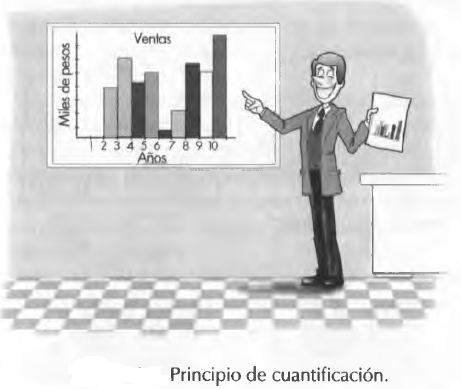 Ventas
Miles de pesos
1 2 3 4 5 6 7 8 9 10
Años
Principio de cuantificación.